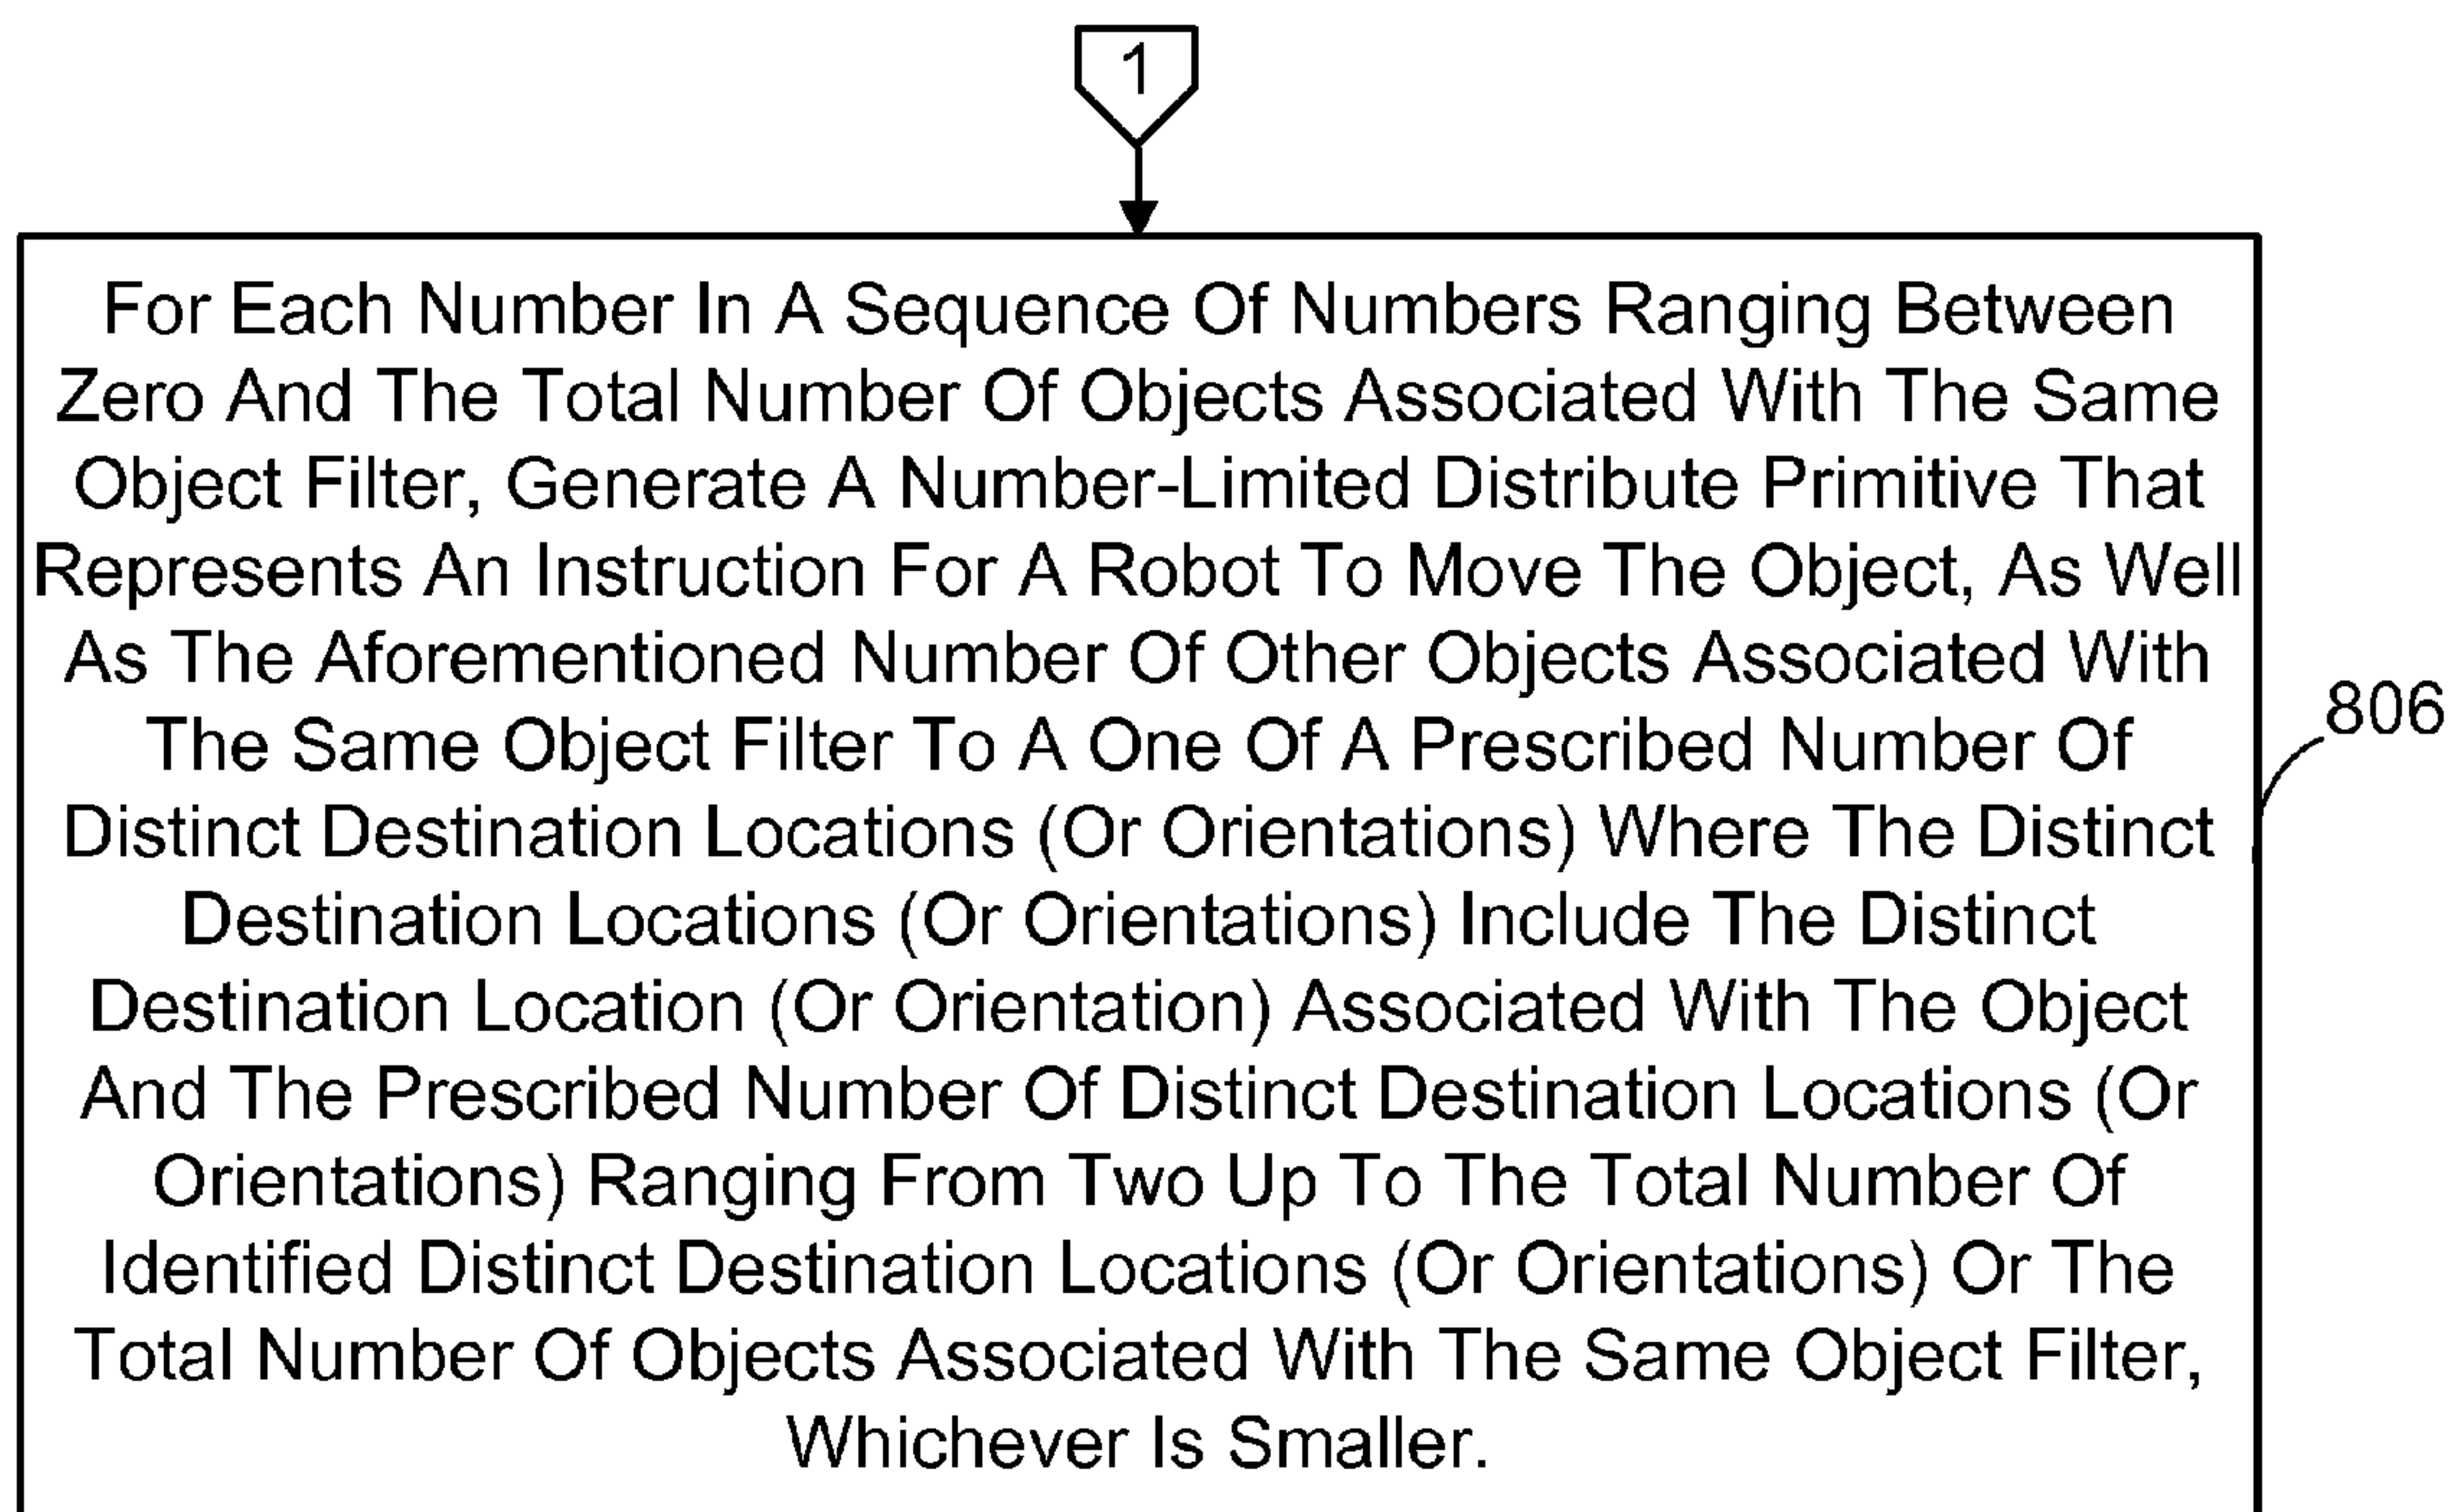 1
For Each Number In A Sequence Of Numbers Ranging Between
Zero And The Total Number Of Objects Associated With The Same
Object Filter, Generate A Number-Limited Distribute Primitive That
Represents An Instruction For A Robot To Move The Object, As Well
As The Aforementioned Number Of Other Objects Associated With
The Same Object Filter To A One Of A Prescribed Number Of
Distinct Destination Locations (Or Orientations) Where The Distinct
Destination Locations (Or Orientations) Include The Distinct
Destination Location (Or Orientation) Associated With The Object
And The Prescribed Number Of Distinct Destination Locations (Or
Orientations) Ranging From Two Up To The Total Number Of
Identified Distinct Destination Locations (Or Orientations) Or The
Total Number Of Objects Associated With The Same Object Filter,
Whichever Is Smaller.
806